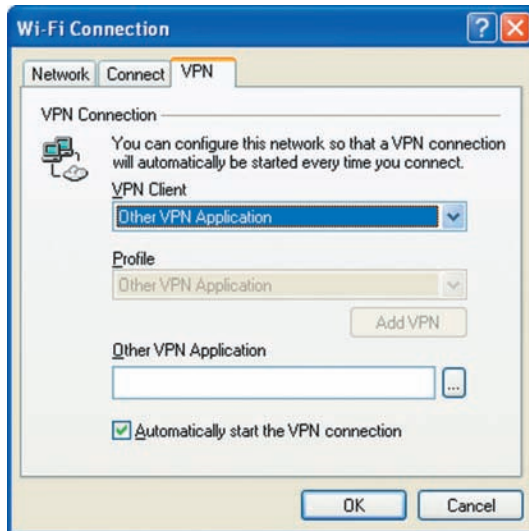 Wi-Fi Connection
Network Connect VPN
VPN Connection
You can configure this network so that a VPN connection
will automatically be started every time you connect.
VPN Client
Other VPN Application
Profile
Other VPN Application
Add VPN
Other VPN Application
...
Automatically start the VPN connection
OK Cancel